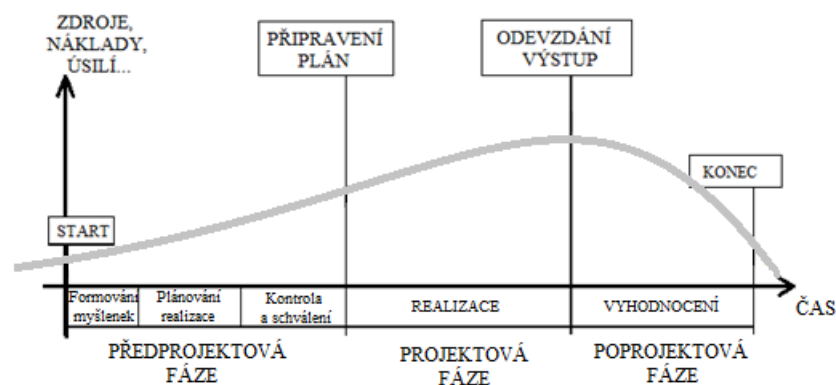 ZDROJE,
NÁKLADY,
ÚSILÍ...
PŘIPRAVENÍ
PLÁN
ODEVZDÁNÍ
VÝSTUP
KONEC
START
Formování
myšlenek
Plánování
realizace
Kontrola
a schválení
REALIZACE
VYHODNOCENÍ
ČAS
PŘEDPROJEKTOVÁ
FÁZE
PROJEKTOVÁ
FÁZE
POPROJEKTOVÁ
FÁZE